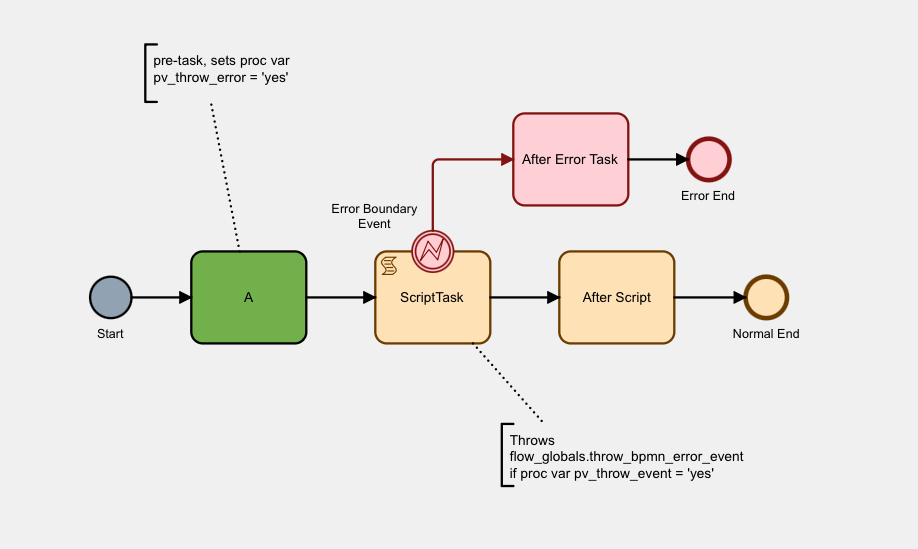 pre-task, sets proc var
pv_throw_error = 'yes'
After Error Task
Error End
Error Boundary
Event
Start
A
ScriptTask
After Script
Normal End
Throws
flow_globals.throw_bpmn_error_event
if proc var pv_throw_event = 'yes'